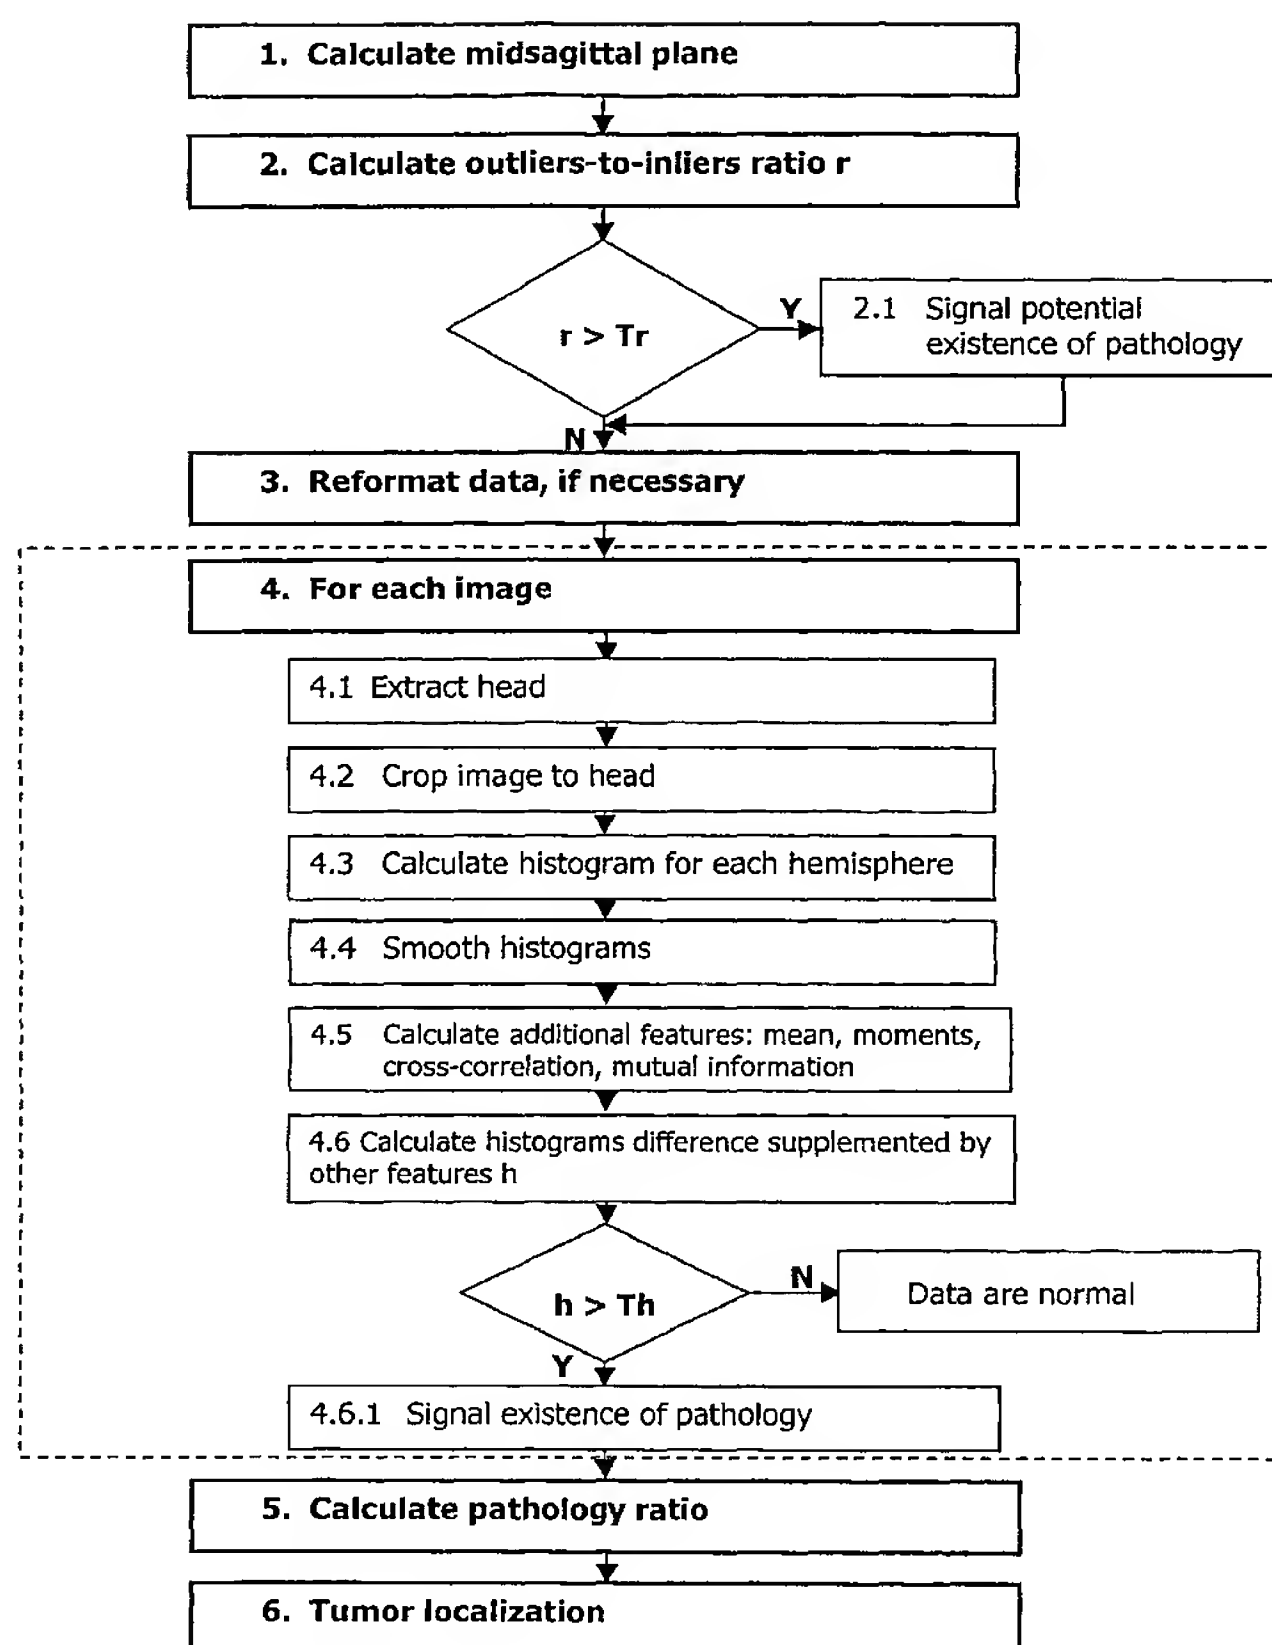 1. Calculate midsagittal plane
2. Calculate outliers-to-inliers ratio r
r > Tr
Y
2.1 Signal potential
existence of pathology
N
3. Reformat data, if necessary
4. For each image
4.1 Extract head
4.2 Crop image to head
4.3 Calculate histogram for each hemisphere
4.4 Smooth histograms
4.5 Calculate additional features: mean, moments,
cross-correlation, mutual information
4.6 Calculate histograms difference supplemented by
other features h
h > Th
N
Data are normal
Y
4.6.1 Signal existence of pathology
5. Calculate pathology ratio
6. Tumor localization